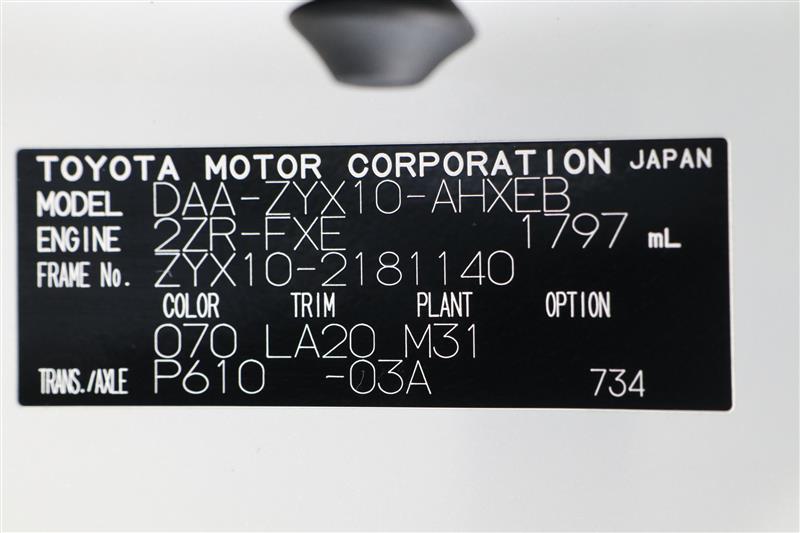 TOYOTA MOTOR CORPORATION JAPAN
MODEL DAA-ZYX10-AHXEB
ENGINE 2ZR-FXE 1797 mL
FRAME No. ZYX10-2181140
COLOR TRIM PLANT OPTION
070 LA20 M31
TRANS./AXLE P610 -03A 734